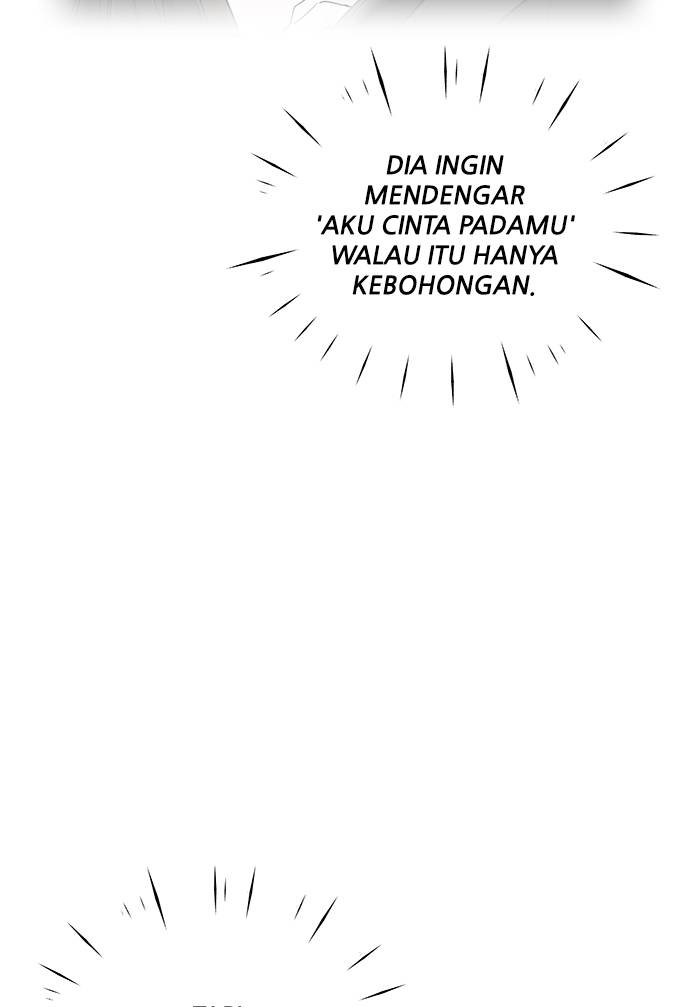 DIA INGIN
MENDENGAR
'AKU CINTA PADAMU'
WALAU ITU HANYA
KEBOHONGAN.